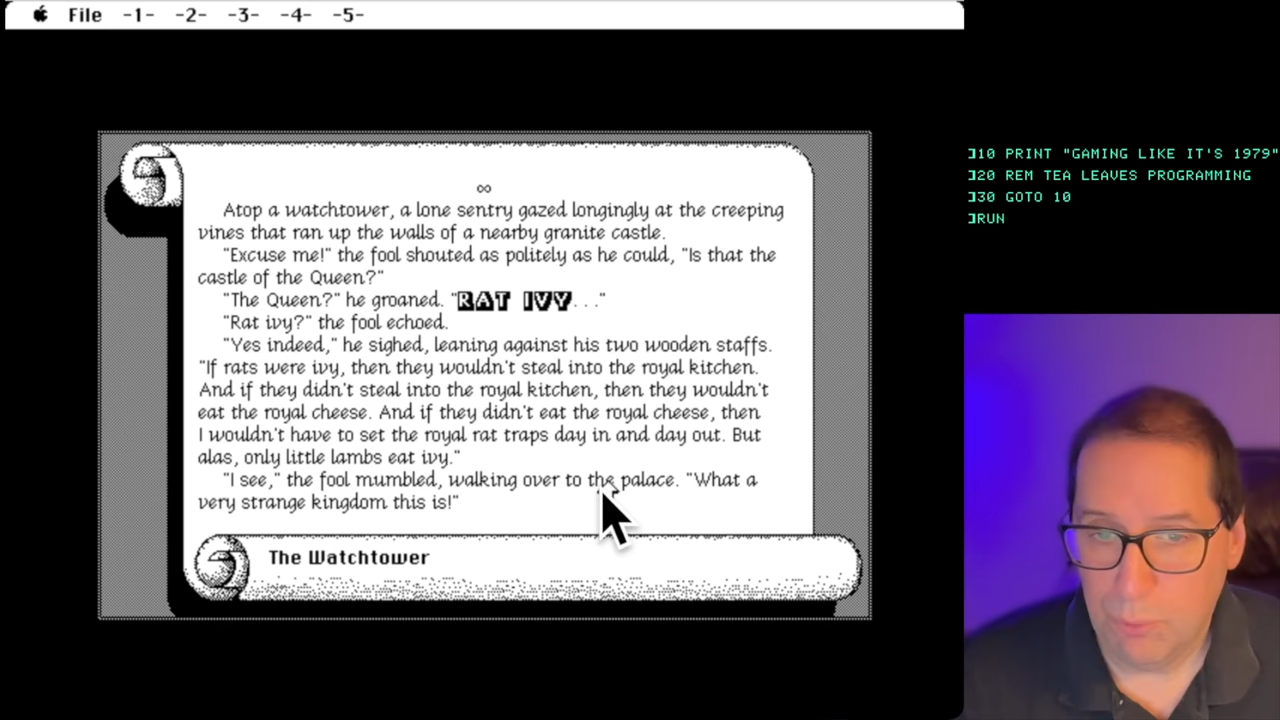 File -1- -2- -3- -4- -5-
∞
Atop a watchtower, a lone sentry gazed longingly at the creeping
vines that ran up the walls of a nearby granite castle.
"Excuse me!" the fool shouted as politely as he could, "Is that the
castle of the Queen?"
"The Queen?" he groaned. "RAT IVY. . ."
"Rat ivy?" the fool echoed.
"Yes indeed," he sighed, leaning against his two wooden staffs.
"If rats were ivy, then they wouldn't steal into the royal kitchen.
And if they didn't steal into the royal kitchen, then they wouldn't
eat the royal cheese. And if they didn't eat the royal cheese, then
I wouldn't have to set the royal rat traps day in and day out. But
alas, only little lambs eat ivy."
"I see," the fool mumbled, walking over to the palace. "What a
very strange kingdom this is!"
The Watchtower
]10 PRINT "GAMING LIKE IT'S 1979"
]20 REM TEA LEAVES PROGRAMMING
]30 GOTO 10
]RUN